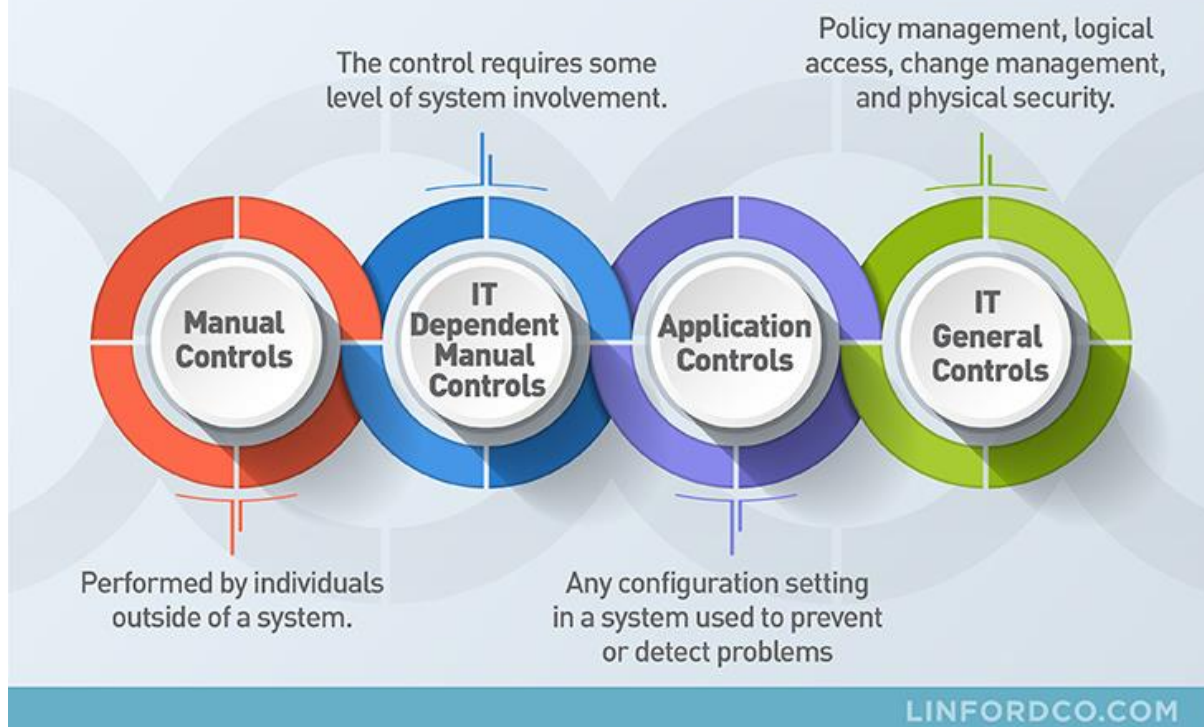 The control requires some
level of system involvement.
Policy management, logical
access, change management,
and physical security.
Manual
Controls
IT
Dependent
Manual
Controls
Application
Controls
IT
General
Controls
Performed by individuals
outside of a system.
Any configuration setting
in a system used to prevent
or detect problems
LINFORDCO.COM